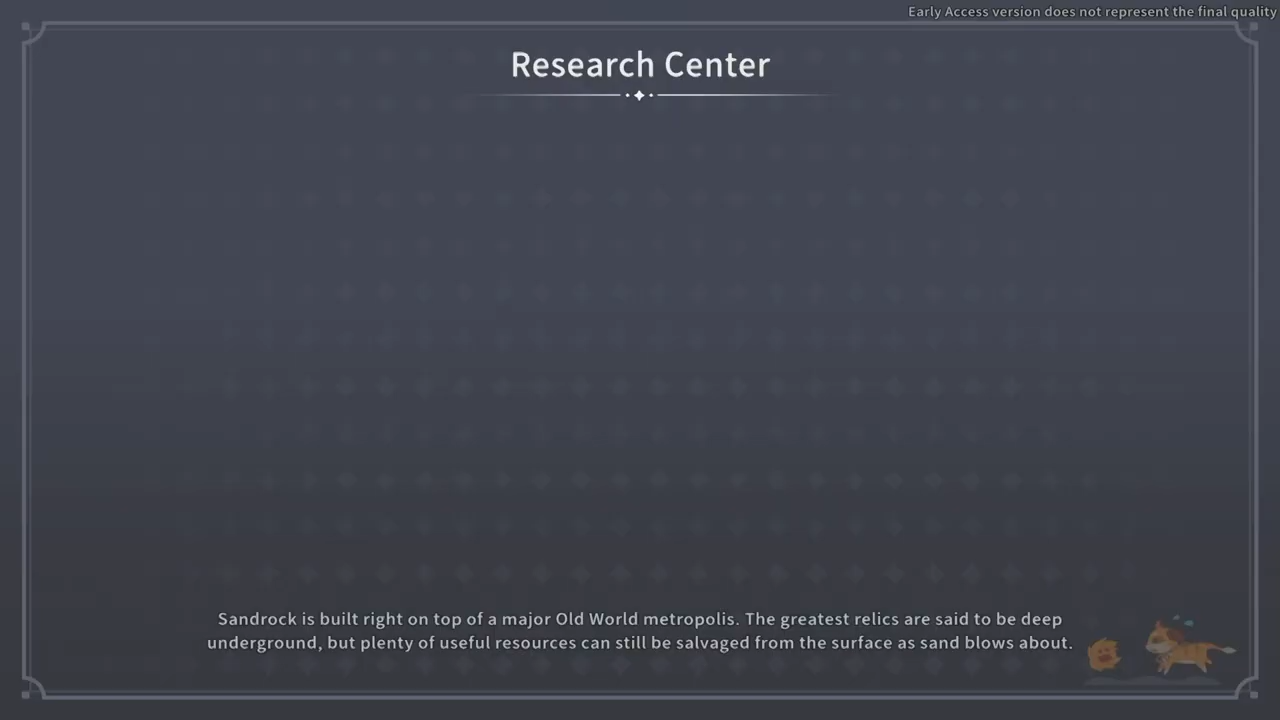 Early Access version does not represent the final quality
Research Center
Sandrock is built right on top of a major Old World metropolis. The greatest relics are said to be deep
underground, but plenty of useful resources can still be salvaged from the surface as sand blows about.